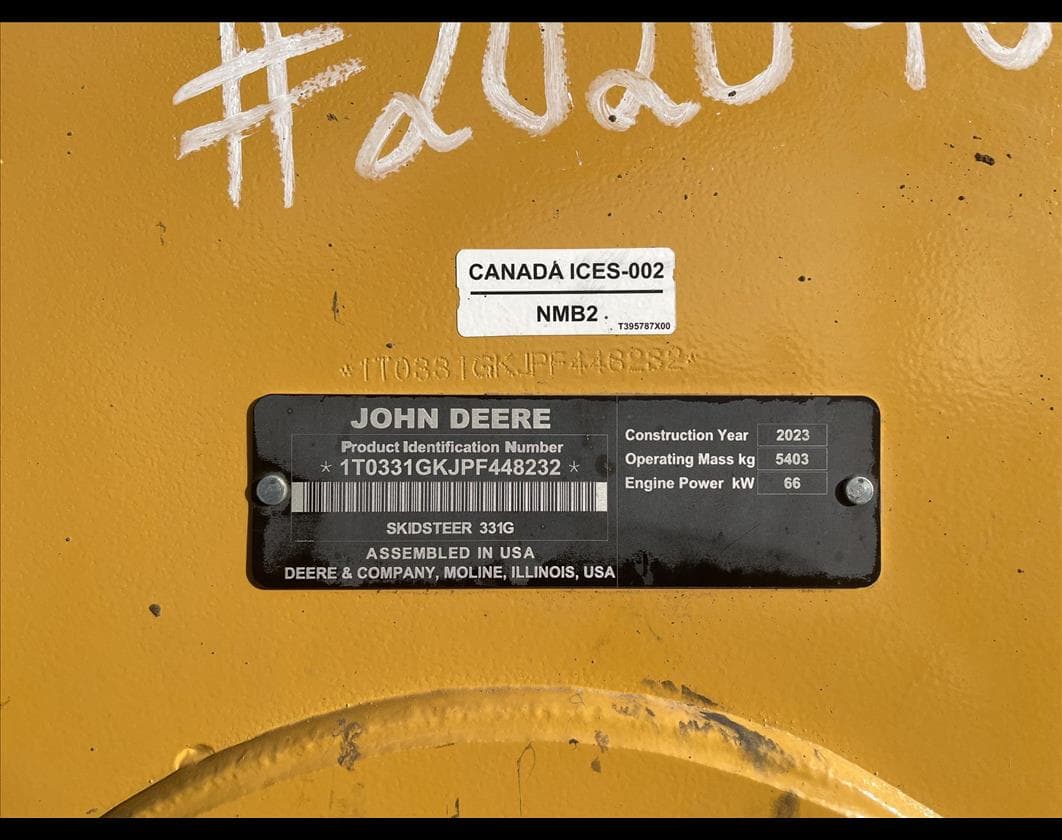 CANADA ICES-002
NMB2
T395787X00
*1T0331GKJPF448232*
JOHN DEERE
Product Identification Number
* 1T0331GKJPF448232 *
SKIDSTEER 331G
ASSEMBLED IN USA
DEERE & COMPANY, MOLINE, ILLINOIS, USA
Construction Year 2023
Operating Mass kg 5403
Engine Power kW 66